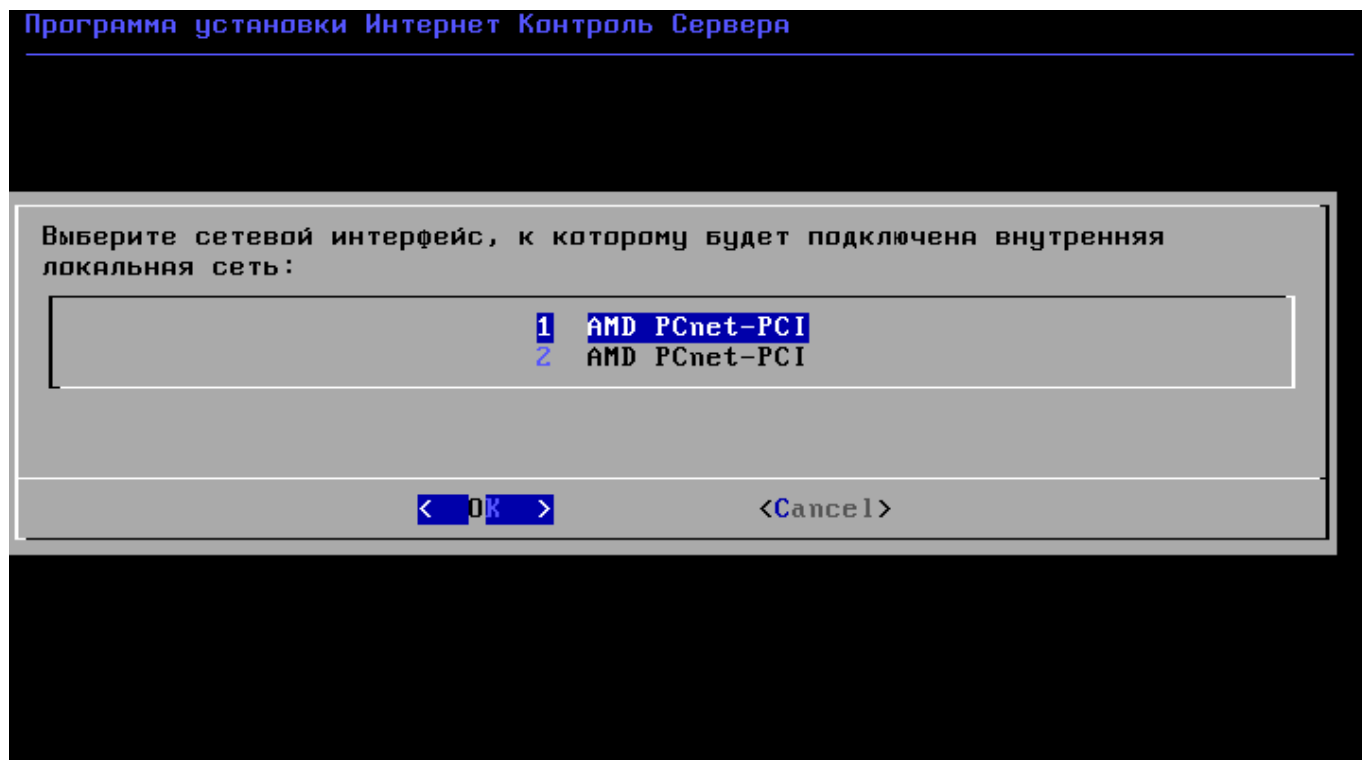 Программа установки Интернет Контроль Сервера
Выберите сетевой интерфейс, к которому будет подключена внутренняя
локальная сеть:
1 AMD PCnet-PCI
2 AMD PCnet-PCI
< OK > <Cancel>